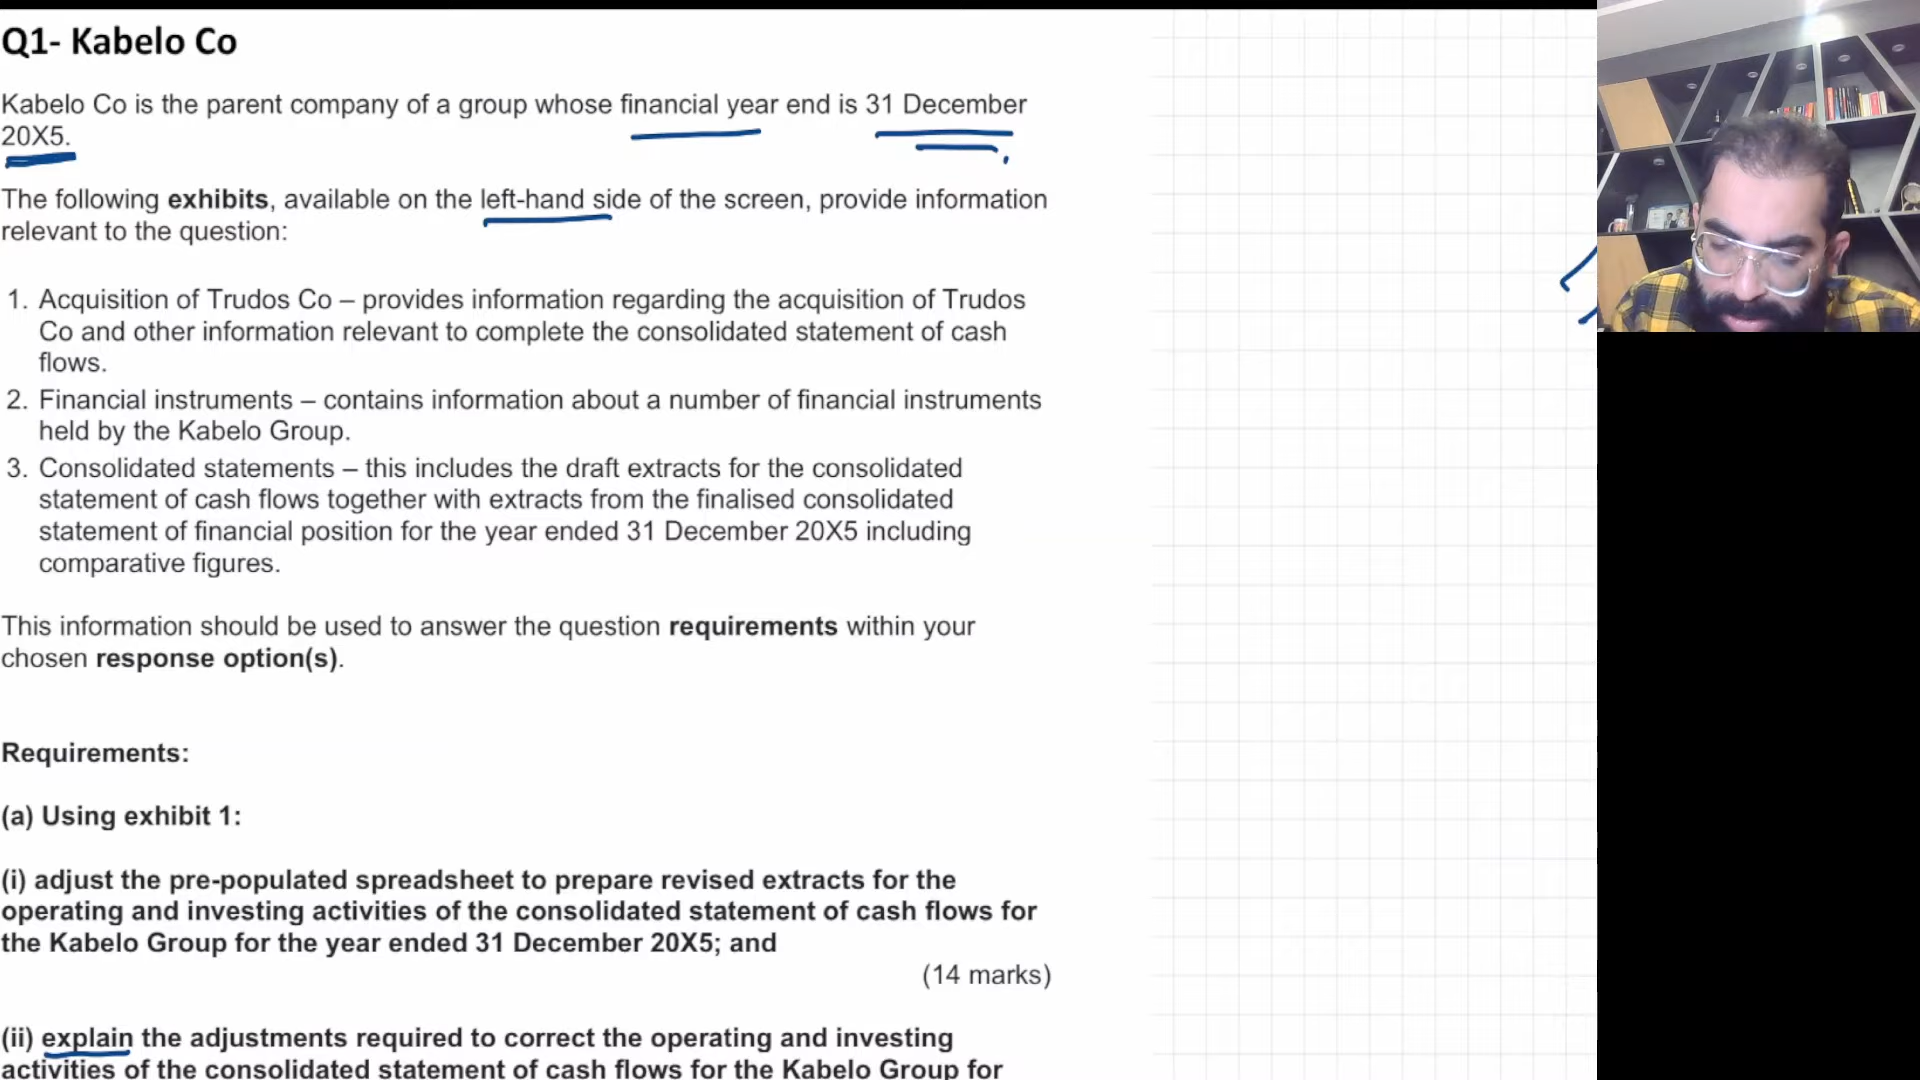 Q1- Kabelo Co
Kabelo Co is the parent company of a group whose financial year end is 31 December
20X5.
The following exhibits, available on the left-hand side of the screen, provide information
relevant to the question:
1. Acquisition of Trudos Co – provides information regarding the acquisition of Trudos
Co and other information relevant to complete the consolidated statement of cash
flows.
2. Financial instruments – contains information about a number of financial instruments
held by the Kabelo Group.
3. Consolidated statements – this includes the draft extracts for the consolidated
statement of cash flows together with extracts from the finalised consolidated
statement of financial position for the year ended 31 December 20X5 including
comparative figures.
This information should be used to answer the question requirements within your
chosen response option(s).
Requirements:
(a) Using exhibit 1:
(i) adjust the pre-populated spreadsheet to prepare revised extracts for the
operating and investing activities of the consolidated statement of cash flows for
the Kabelo Group for the year ended 31 December 20X5; and
(14 marks)
(ii) explain the adjustments required to correct the operating and investing
activities of the consolidated statement of cash flows for the Kabelo Group for